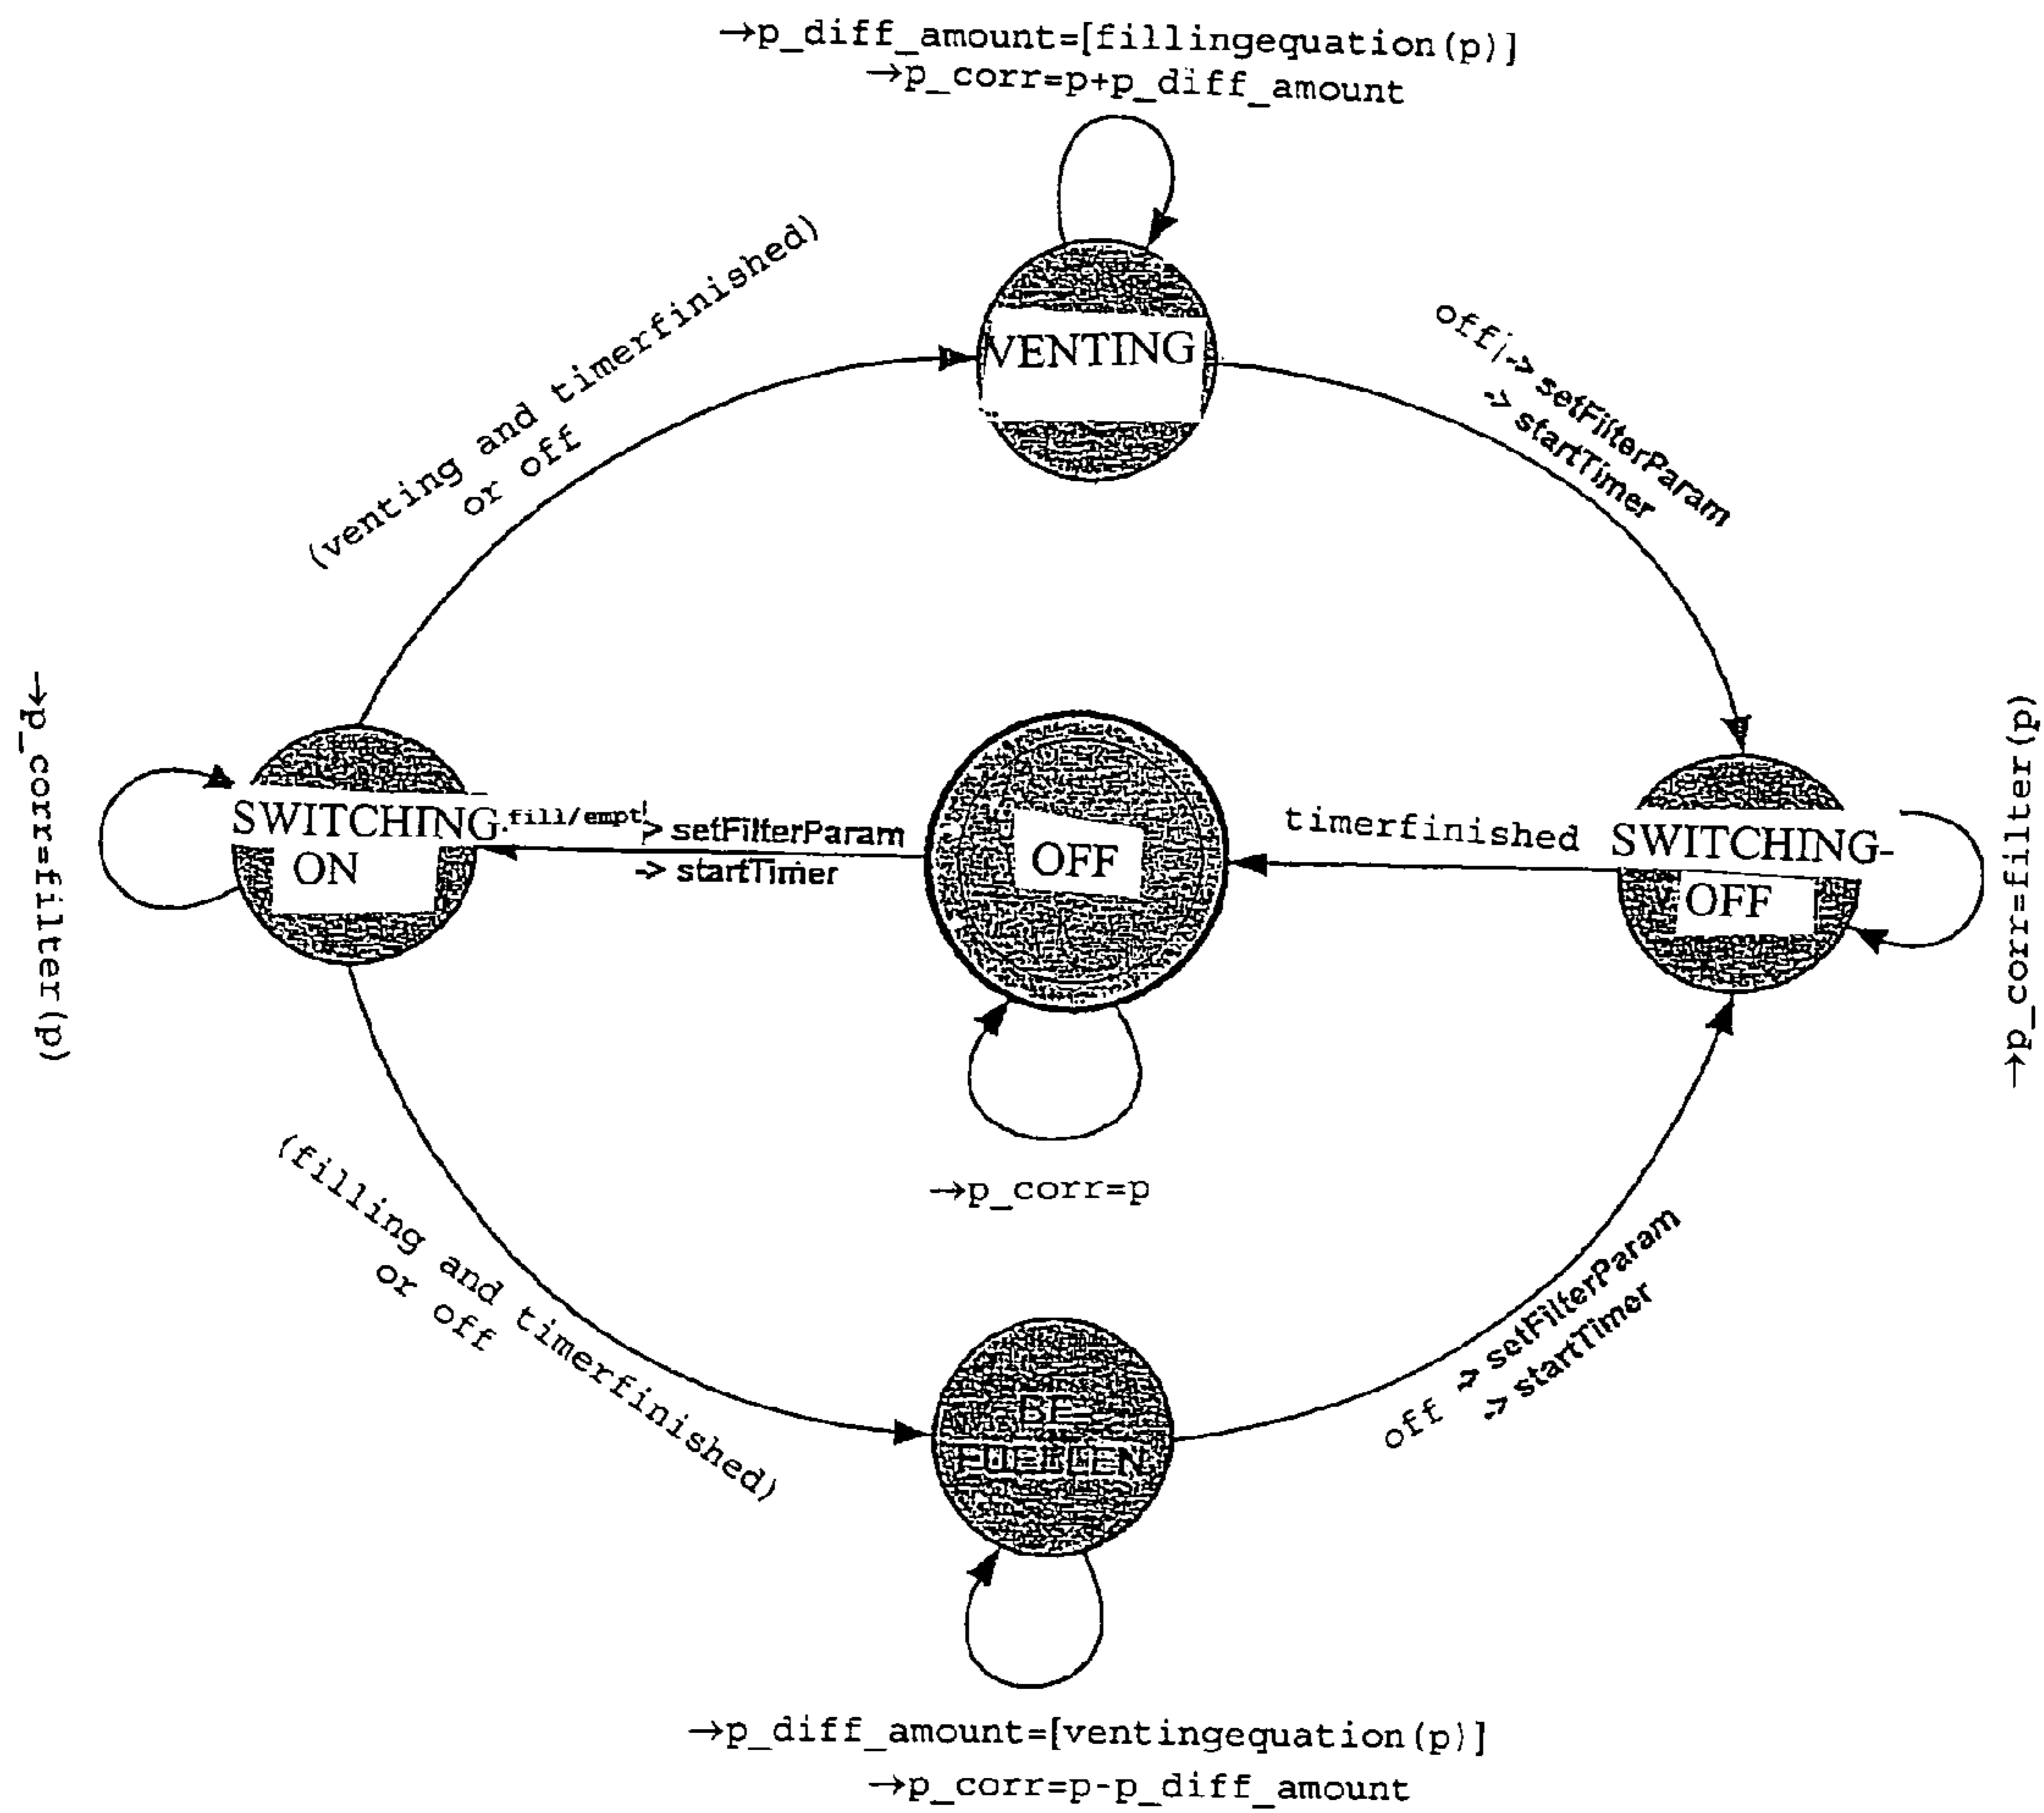 →p_diff_amount=[fillingequation(p)]
→p_corr=p+p_diff_amount
(venting and timerfinished)
or off
VENTING
off -> setFilterParam
-> startTimer
→p_corr=filter(p)
SWITCHING
ON
fill/empt
> setFilterParam
-> startTimer
OFF
timerfinished
SWITCHING-
OFF
→p_corr=filter(p)
→p_corr=p
(filling and timerfinished)
or off
off -> setFilterParam
-> startTimer
BE
→p_diff_amount=[ventingequation(p)]
→p_corr=p-p_diff_amount